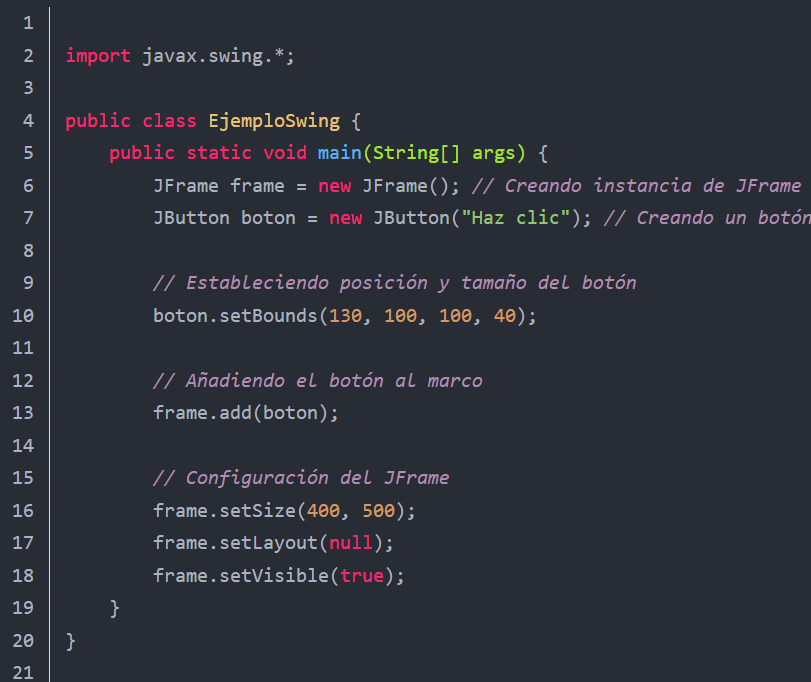 1
2 import javax.swing.*;
3
4 public class EjemploSwing {
5     public static void main(String[] args) {
6         JFrame frame = new JFrame(); // Creando instancia de JFrame
7         JButton boton = new JButton("Haz clic"); // Creando un botón
8
9         // Estableciendo posición y tamaño del botón
10         boton.setBounds(130, 100, 100, 40);
11
12         // Añadiendo el botón al marco
13         frame.add(boton);
14
15         // Configuración del JFrame
16         frame.setSize(400, 500);
17         frame.setLayout(null);
18         frame.setVisible(true);
19     }
20 }
21